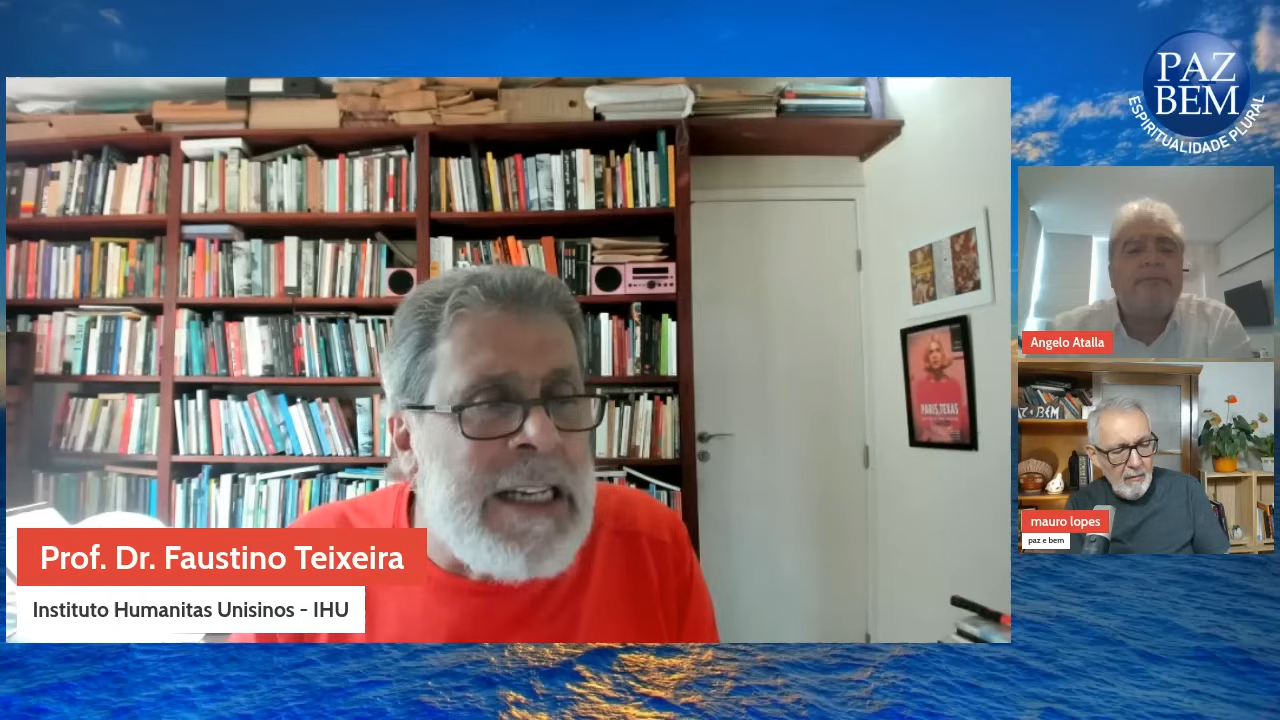 PAZ
BEM
ESPIRITUALIDADE PLURAL
Angelo Atalla
PARIS, TEXAS
mauro lopes
paz e bem
Prof. Dr. Faustino Teixeira
Instituto Humanitas Unisinos - IHU